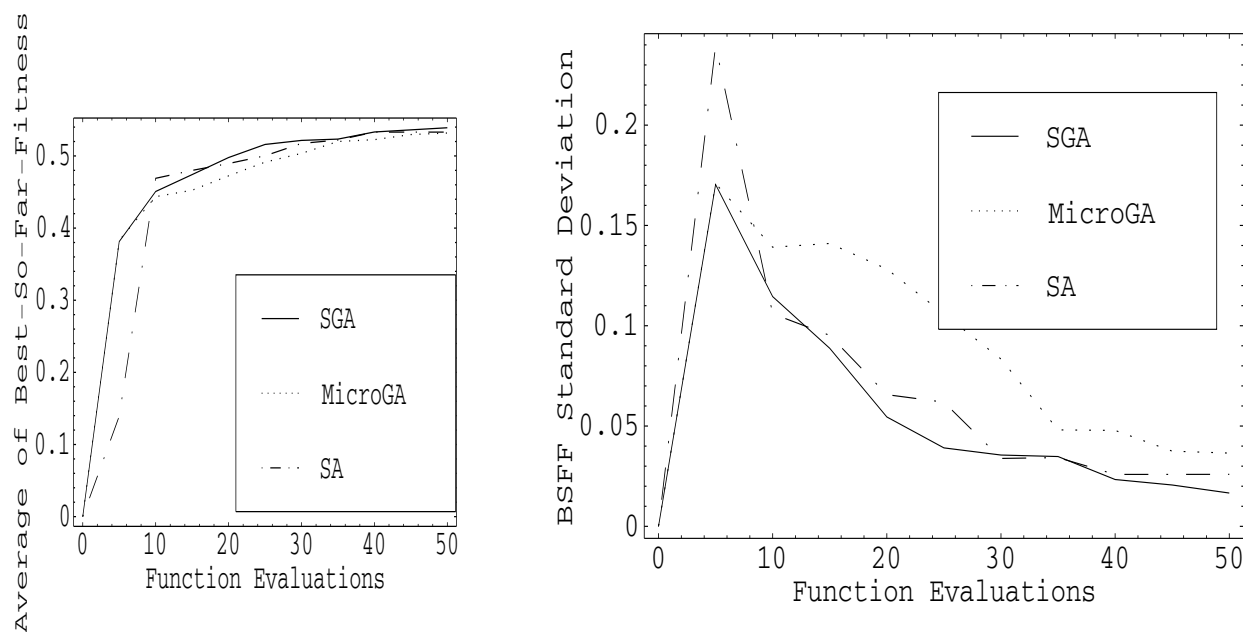 Average of Best-So-Far-Fitness
0.5
0.4
0.3
0.2
0.1
0
SGA
MicroGA
SA
0 10 20 30 40 50
Function Evaluations
BSFF Standard Deviation
0.2
0.15
0.1
0.05
0
SGA
MicroGA
SA
0 10 20 30 40 50
Function Evaluations